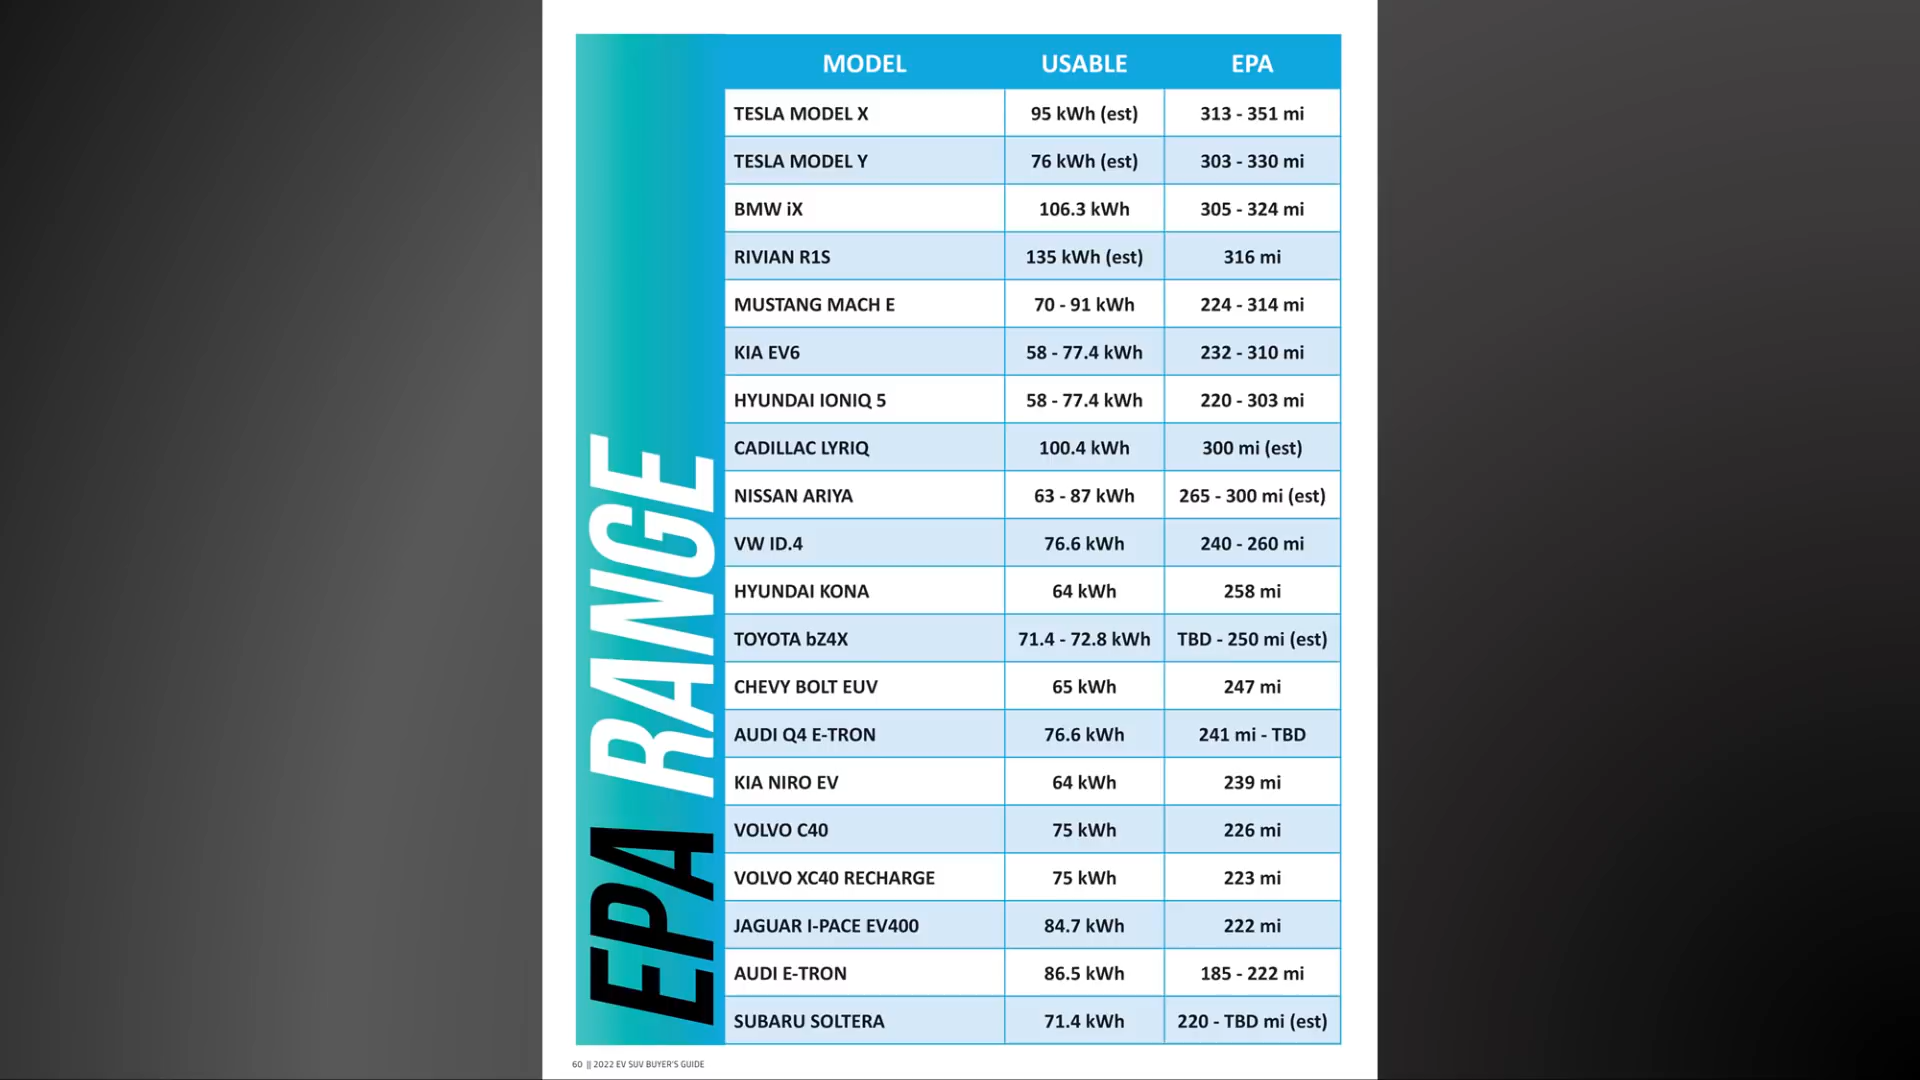 EPA RANGE
MODEL USABLE EPA
TESLA MODEL X 95 kWh (est) 313 - 351 mi
TESLA MODEL Y 76 kWh (est) 303 - 330 mi
BMW iX 106.3 kWh 305 - 324 mi
RIVIAN R1S 135 kWh (est) 316 mi
MUSTANG MACH E 70 - 91 kWh 224 - 314 mi
KIA EV6 58 - 77.4 kWh 232 - 310 mi
HYUNDAI IONIQ 5 58 - 77.4 kWh 220 - 303 mi
CADILLAC LYRIQ 100.4 kWh 300 mi (est)
NISSAN ARIYA 63 - 87 kWh 265 - 300 mi (est)
VW ID.4 76.6 kWh 240 - 260 mi
HYUNDAI KONA 64 kWh 258 mi
TOYOTA bZ4X 71.4 - 72.8 kWh TBD - 250 mi (est)
CHEVY BOLT EUV 65 kWh 247 mi
AUDI Q4 E-TRON 76.6 kWh 241 mi - TBD
KIA NIRO EV 64 kWh 239 mi
VOLVO C40 75 kWh 226 mi
VOLVO XC40 RECHARGE 75 kWh 223 mi
JAGUAR I-PACE EV400 84.7 kWh 222 mi
AUDI E-TRON 86.5 kWh 185 - 222 mi
SUBARU SOLTERA 71.4 kWh 220 - TBD mi (est)
60 || 2022 EV SUV BUYER'S GUIDE